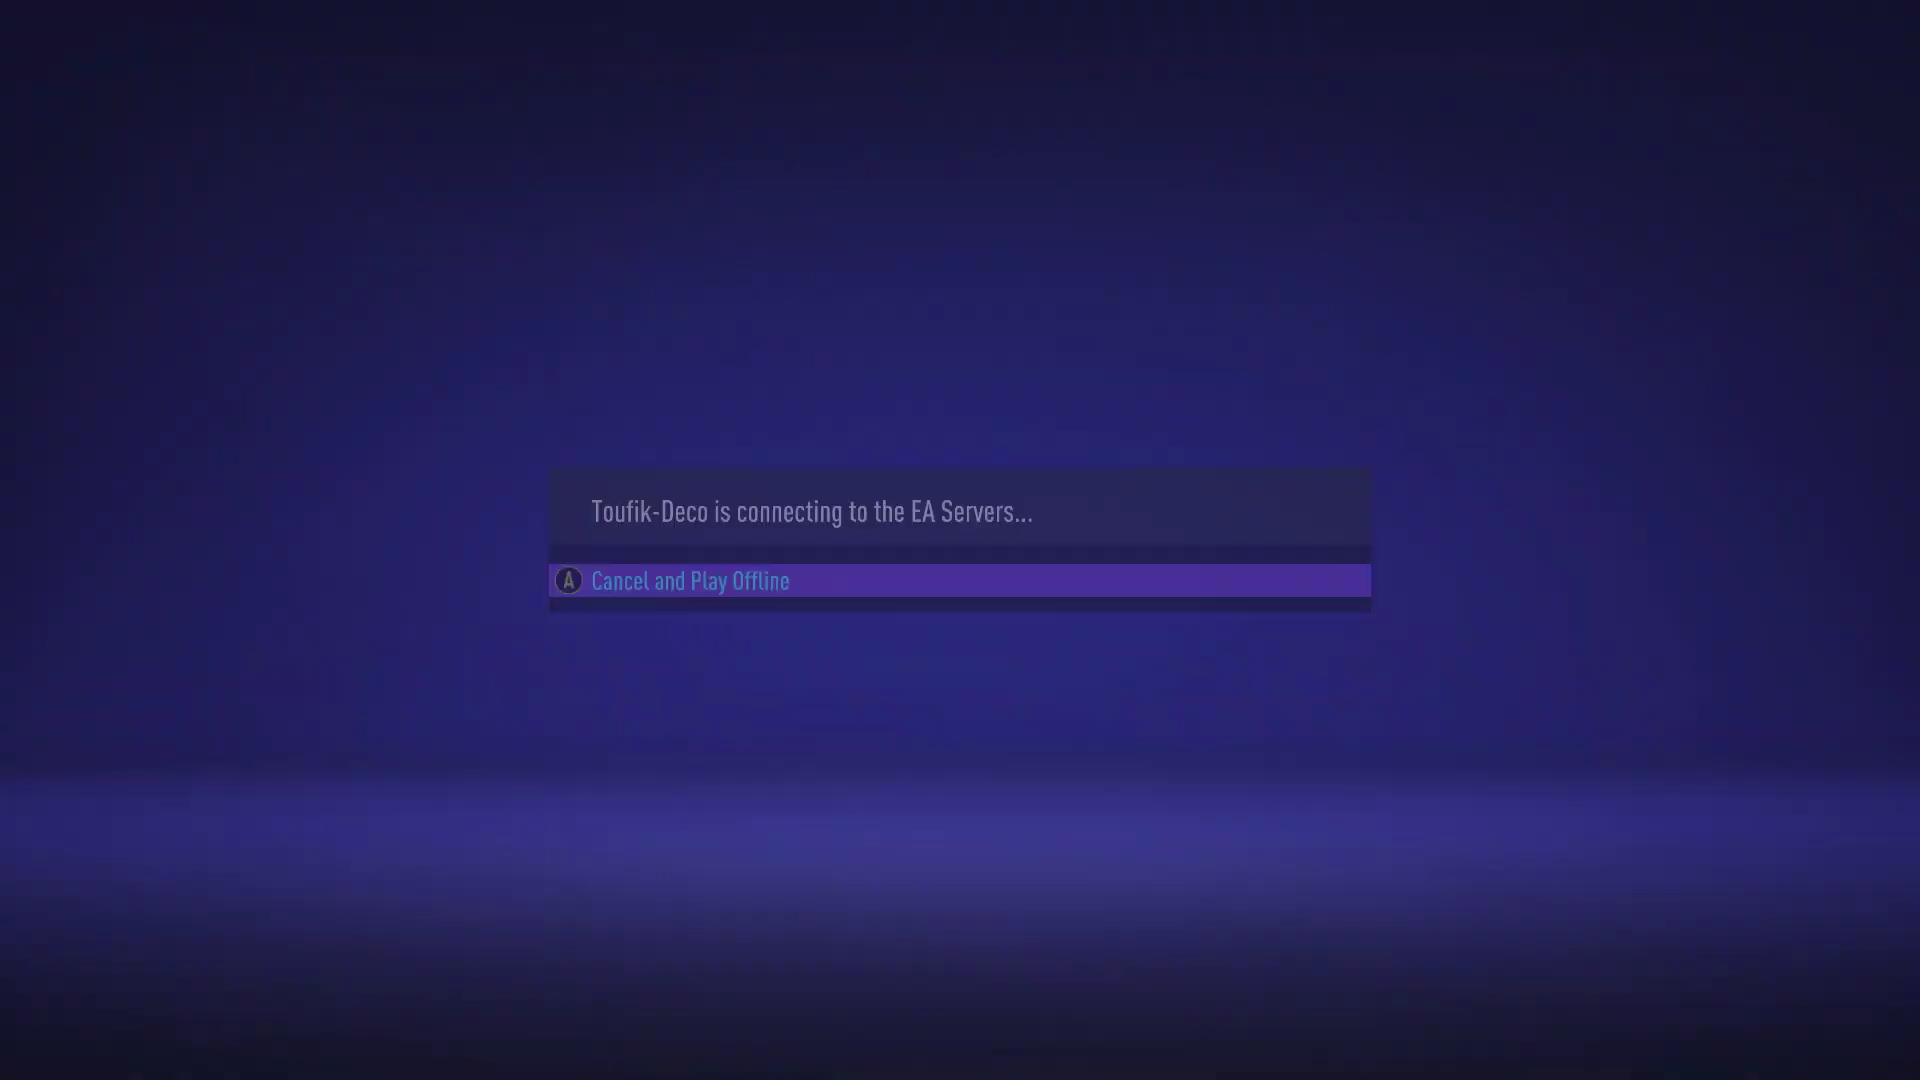 Toufik-Deco is connecting to the EA Servers...
A Cancel and Play Offline